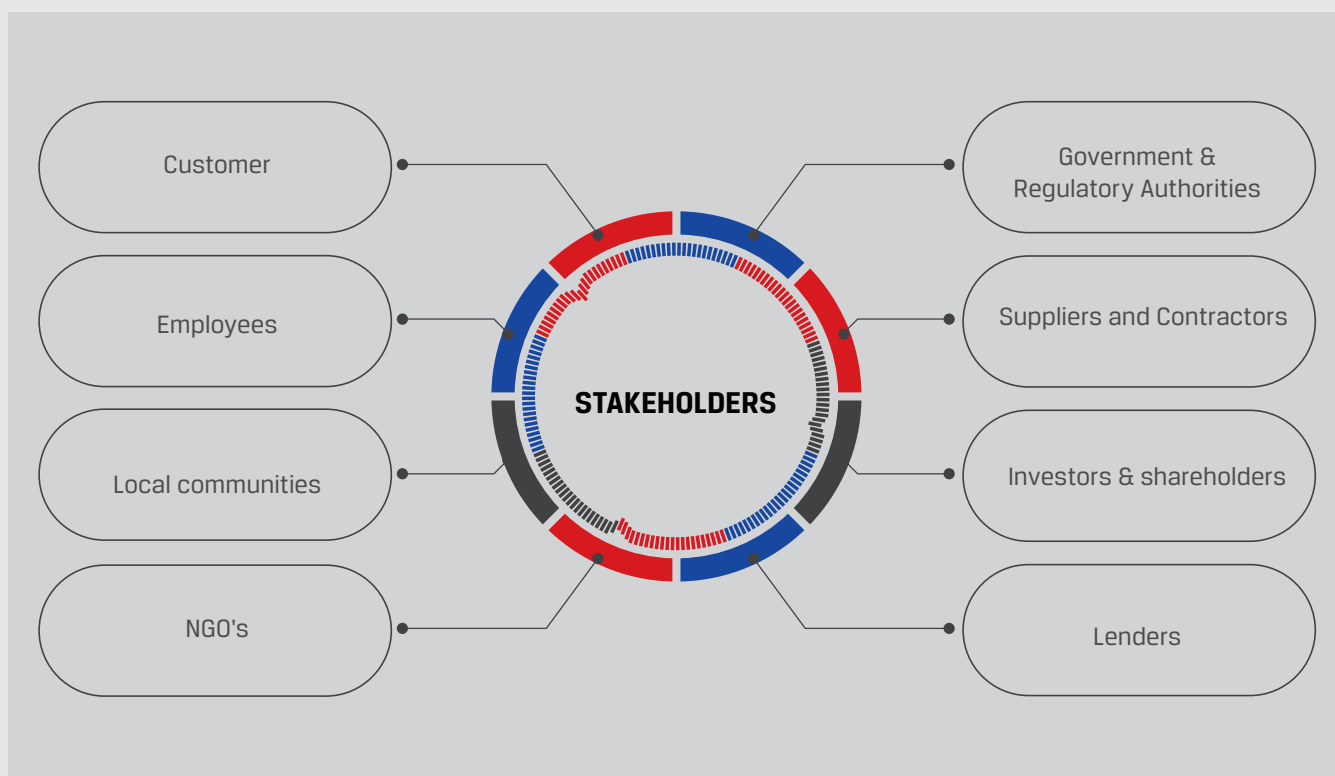 Customer
Employees
Local communities
NGO's
STAKEHOLDERS
Government &
Regulatory Authorities
Suppliers and Contractors
Investors & shareholders
Lenders